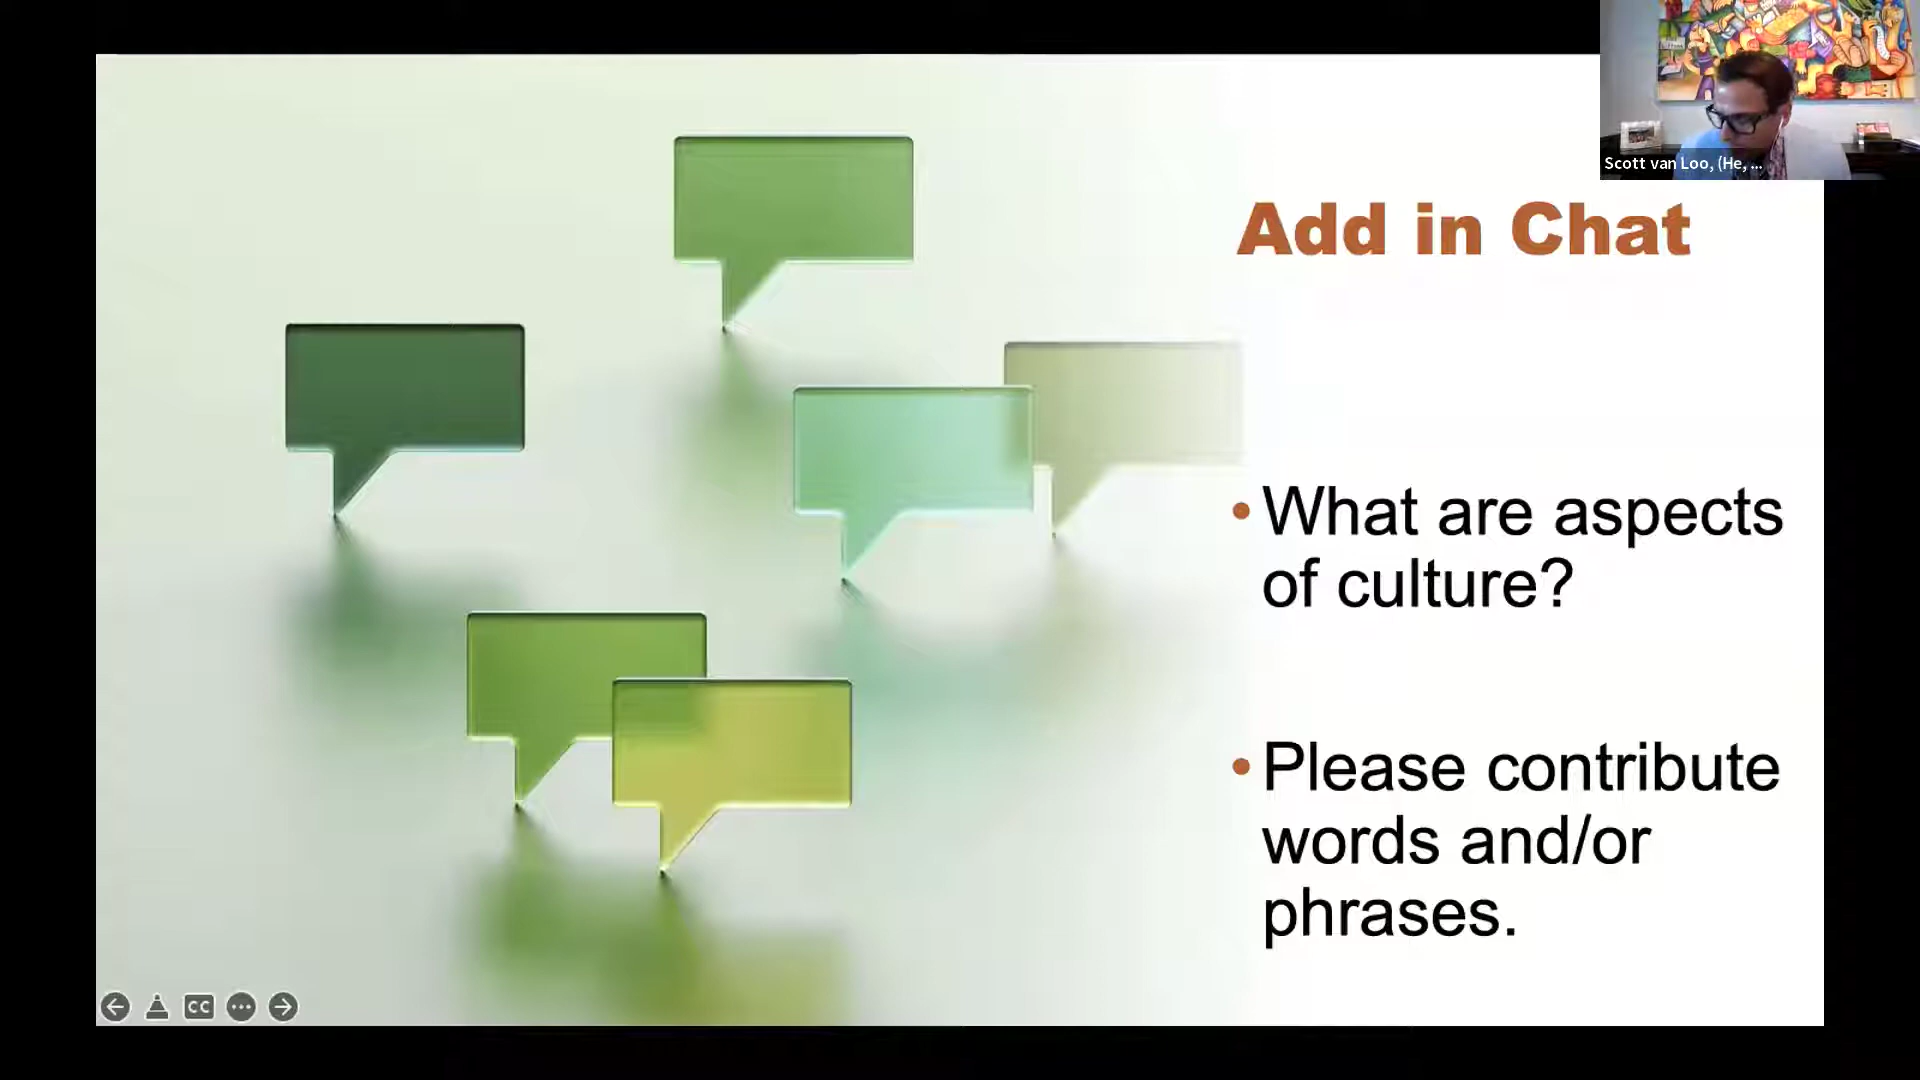 Scott van Loo, (He, ...
Add in Chat
• What are aspects
of culture?
• Please contribute
words and/or
phrases.
CC